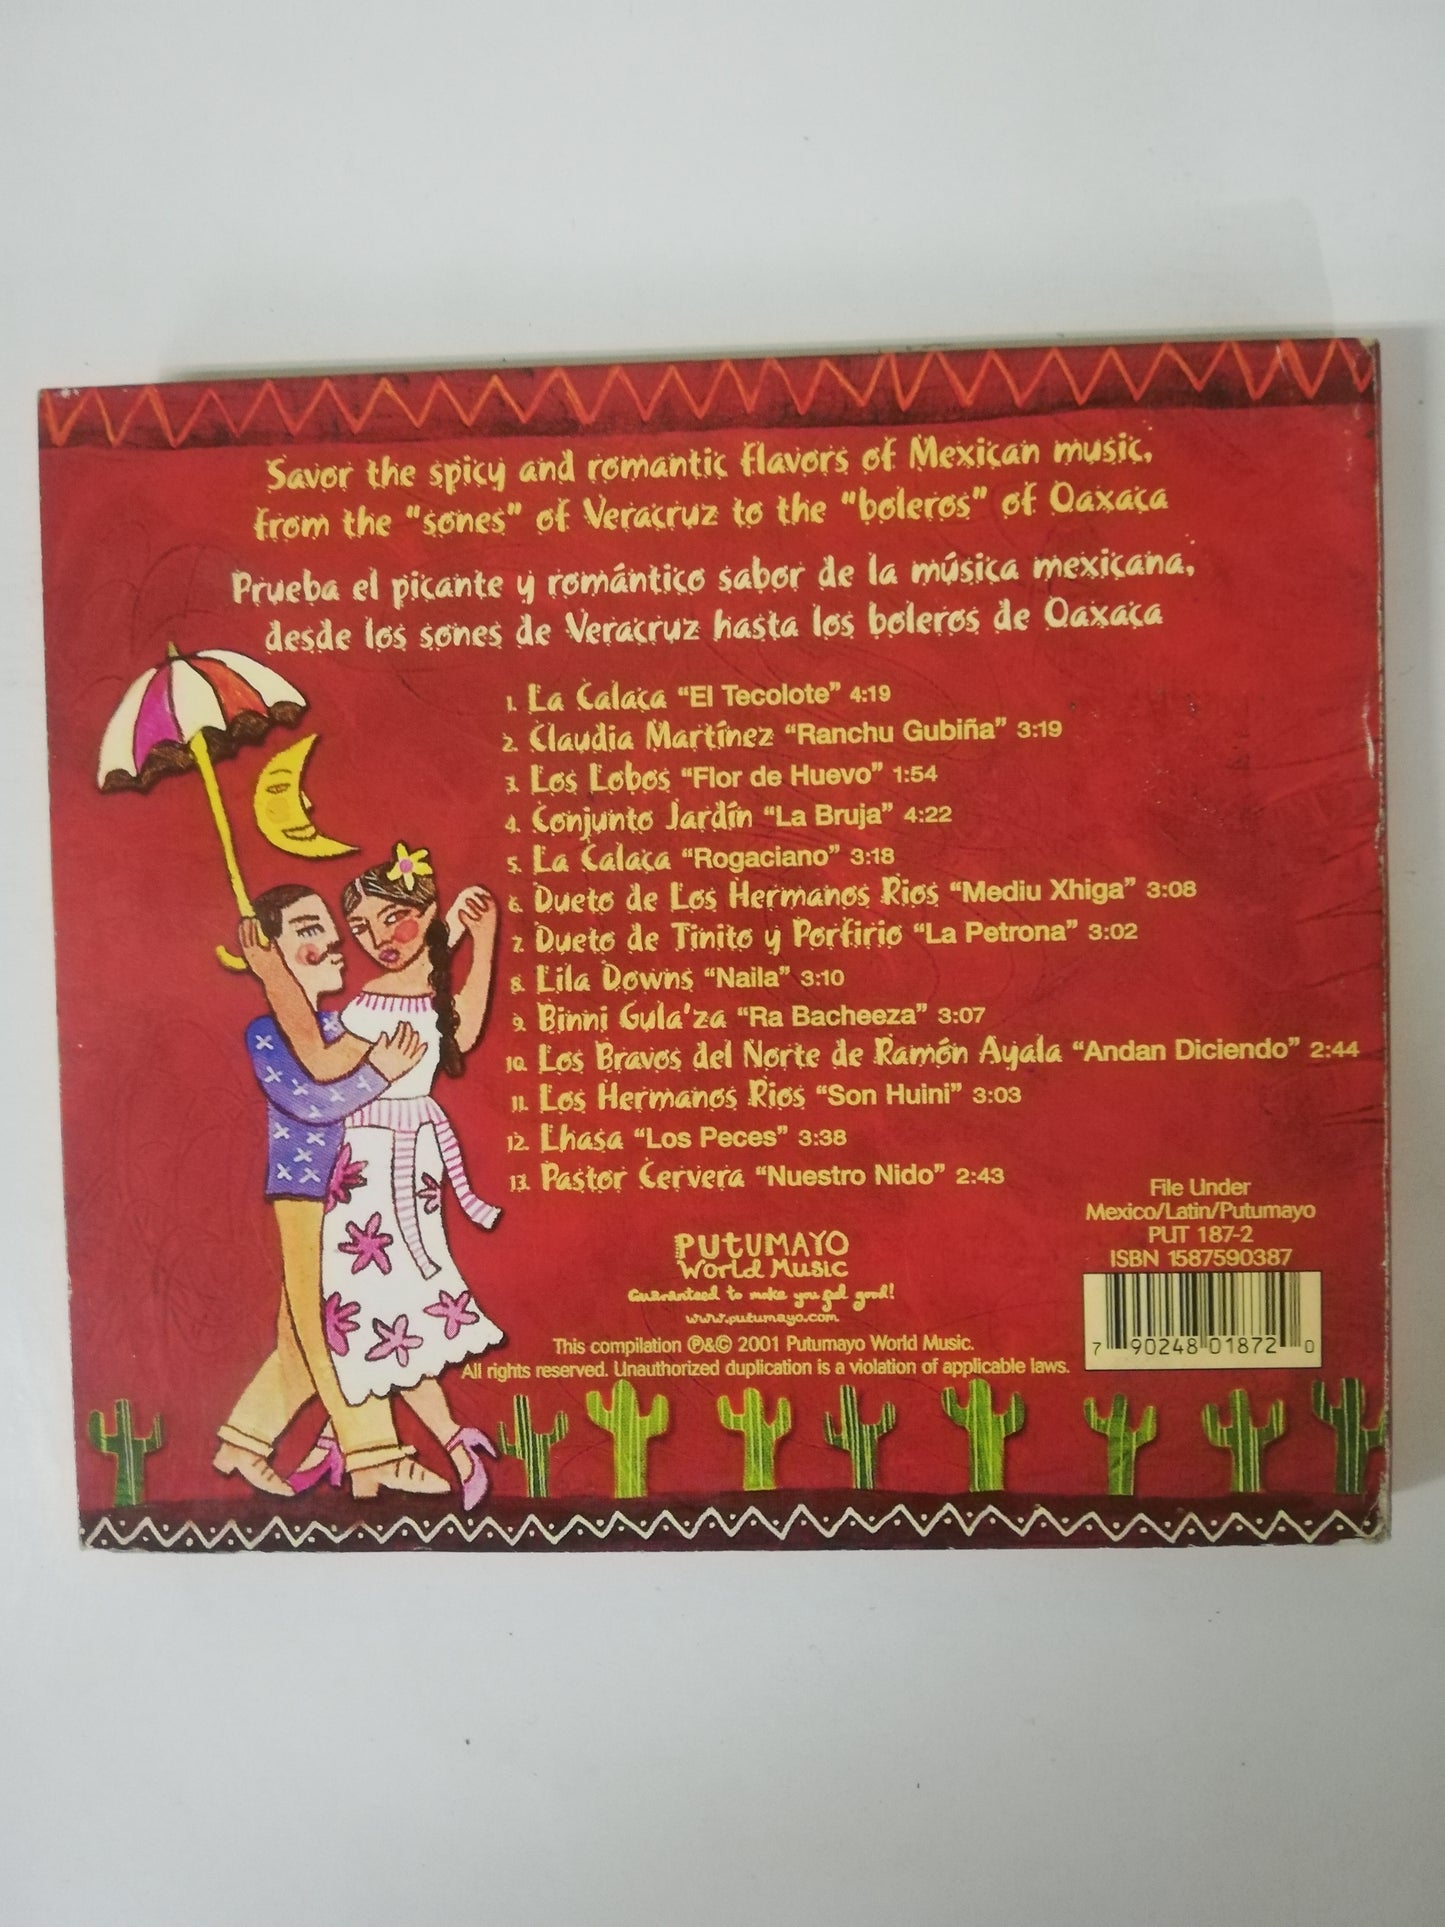 Savor the spicy and romantic flavors of Mexican music,
from the "sones" of Veracruz to the "boleros" of Oaxaca
Prueba el picante y romántico sabor de la música mexicana,
desde los sones de Veracruz hasta los boleros de Oaxaca
1. La Calaca “El Tecolote” 4:19
2. Claudia Martínez “Ranchu Gubiña” 3:19
3. Los Lobos “Flor de Huevo” 1:54
4. Conjunto Jardín “La Bruja” 4:22
5. La Calaca “Rogaciano” 3:18
6. Dueto de Los Hermanos Rios “Mediu Xhiga” 3:08
7. Dueto de Tinito y Porfirio “La Petrona” 3:02
8. Lila Downs “Naila” 3:10
9. Binni Gula'za “Ra Bacheeza” 3:07
10. Los Bravos del Norte de Ramón Ayala “Andan Diciendo” 2:44
11. Los Hermanos Rios “Son Huini” 3:03
12. Lhasa “Los Peces” 3:38
13. Pastor Cervera “Nuestro Nido” 2:43
File Under
Mexico/Latin/Putumayo
PUT 187-2
ISBN 1587590387
7 90248 01872 0
PUTUMAYO
World Music
Guaranteed to make you feel good!
www.putumayo.com
This compilation ℗&© 2001 Putumayo World Music.
All rights reserved. Unauthorized duplication is a violation of applicable laws.